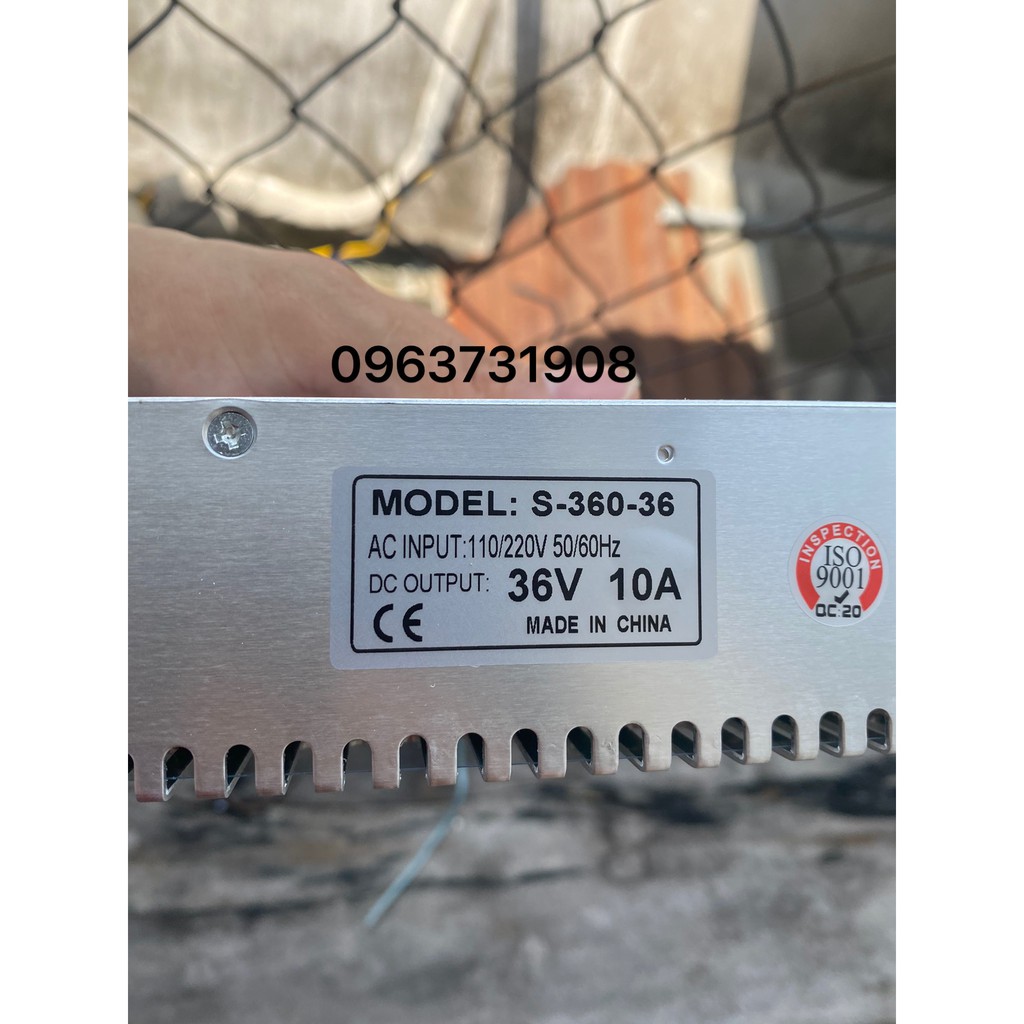 0963731908
MODEL: S-360-36
AC INPUT:110/220V 50/60Hz
DC OUTPUT: 36V 10A
MADE IN CHINA
INSPECTION
ISO
9001
QC 20